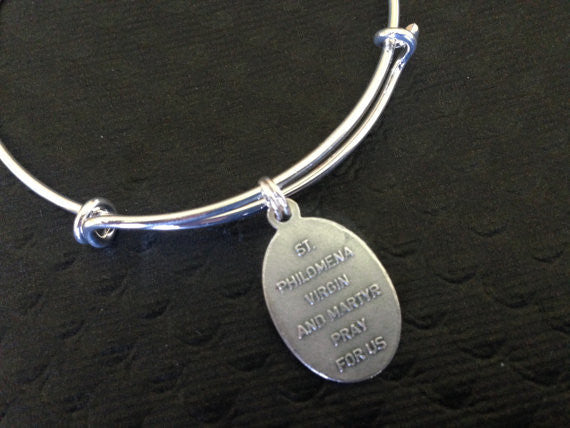 ST.
PHILOMENA
VIRGIN
AND MARTYR
PRAY
FOR US